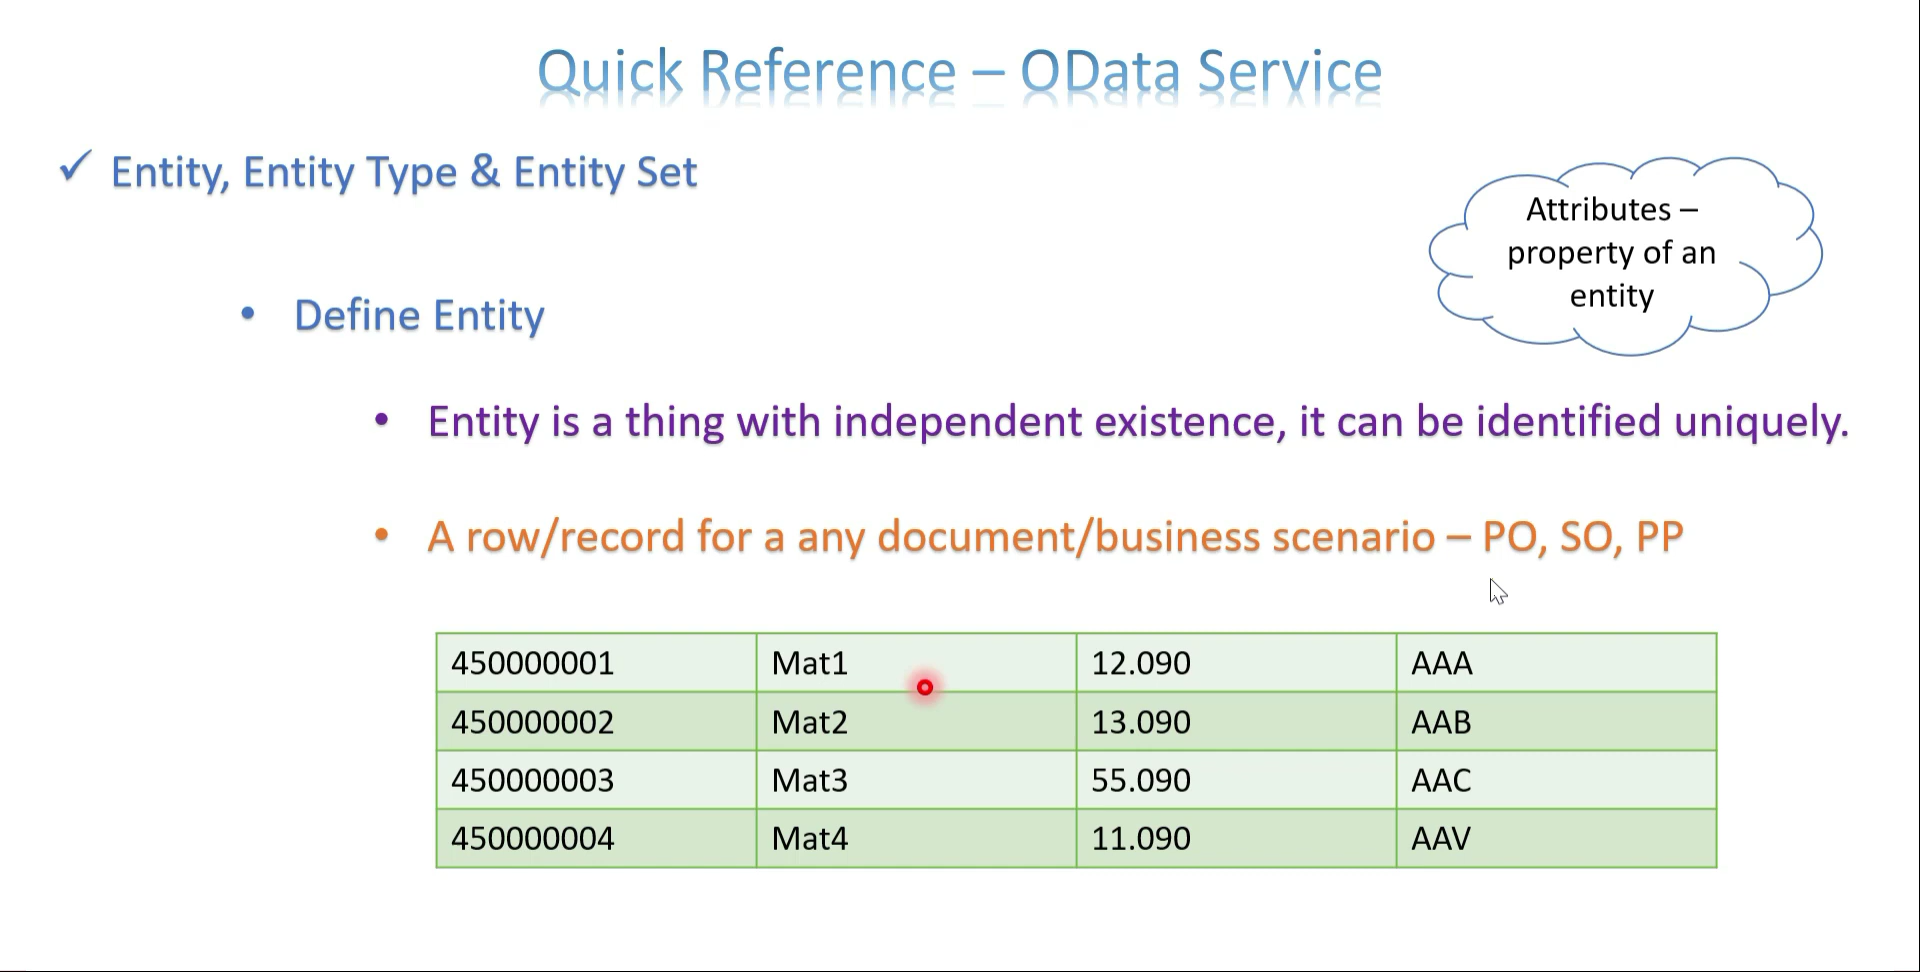 Quick Reference – OData Service
✓ Entity, Entity Type & Entity Set
Attributes –
property of an
entity
• Define Entity
• Entity is a thing with independent existence, it can be identified uniquely.
• A row/record for a any document/business scenario – PO, SO, PP
450000001 Mat1 12.090 AAA
450000002 Mat2 13.090 AAB
450000003 Mat3 55.090 AAC
450000004 Mat4 11.090 AAV